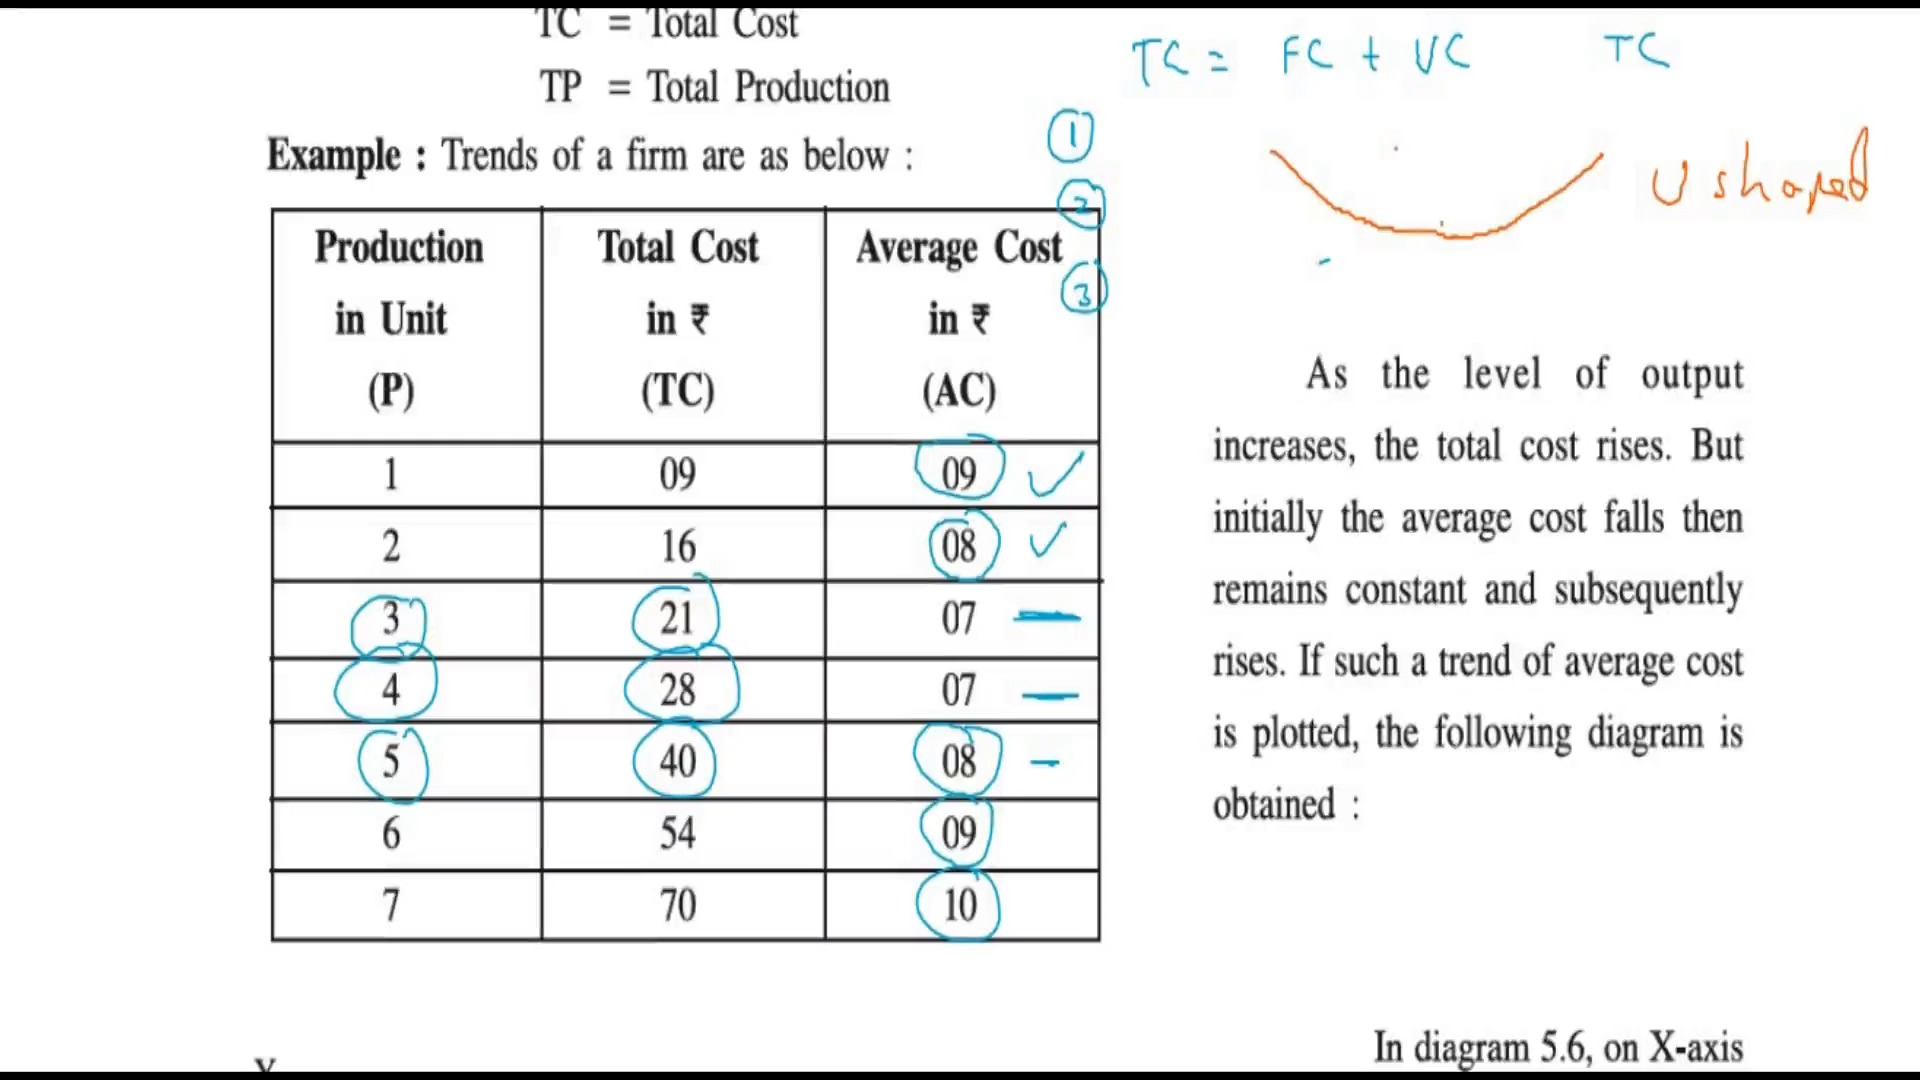 TC = Total Cost
TP = Total Production
TC = FC + VC TC
Example : Trends of a firm are as below :
1
2
3
U shaped
Production in Unit (P) Total Cost in ₹ (TC) Average Cost in ₹ (AC)
1 09 09
2 16 08
3 21 07
4 28 07
5 40 08
6 54 09
7 70 10
As the level of output
increases, the total cost rises. But
initially the average cost falls then
remains constant and subsequently
rises. If such a trend of average cost
is plotted, the following diagram is
obtained :
Y
In diagram 5.6, on X-axis